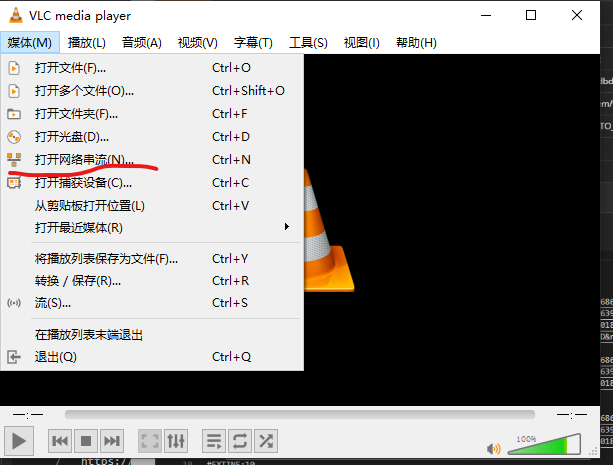 VLC media player
媒体(M) 播放(L) 音频(A) 视频(V) 字幕(T) 工具(S) 视图(I) 帮助(H)
打开文件(F)... Ctrl+O
打开多个文件(O)... Ctrl+Shift+O
打开文件夹(F)... Ctrl+F
打开光盘(D)... Ctrl+D
打开网络串流(N)... Ctrl+N
打开捕获设备(C)... Ctrl+C
从剪贴板打开位置(L) Ctrl+V
打开最近媒体(R)
将播放列表保存为文件(F)... Ctrl+Y
转换 / 保存(R)... Ctrl+R
流(S)... Ctrl+S
在播放列表末端退出
退出(Q) Ctrl+Q
--:-- --:--
100%